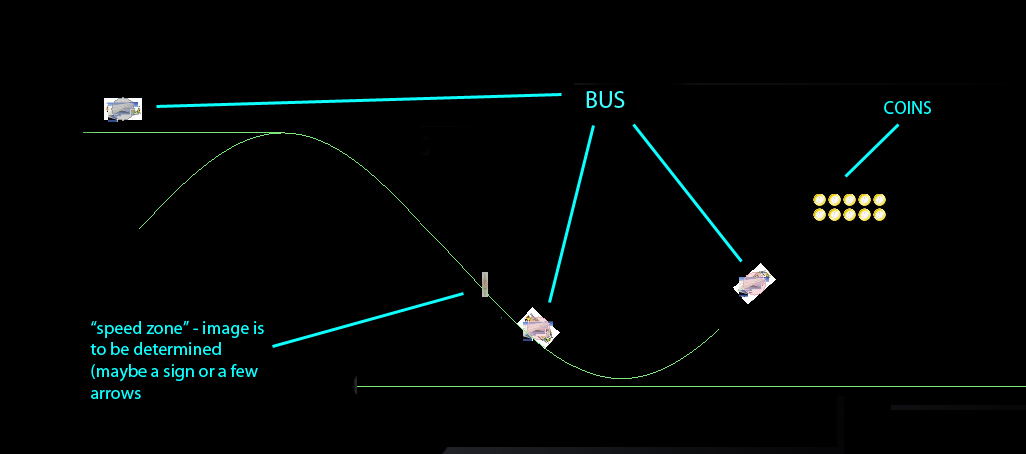 BUS
COINS
“speed zone” - image is
to be determined
(maybe a sign or a few
arrows